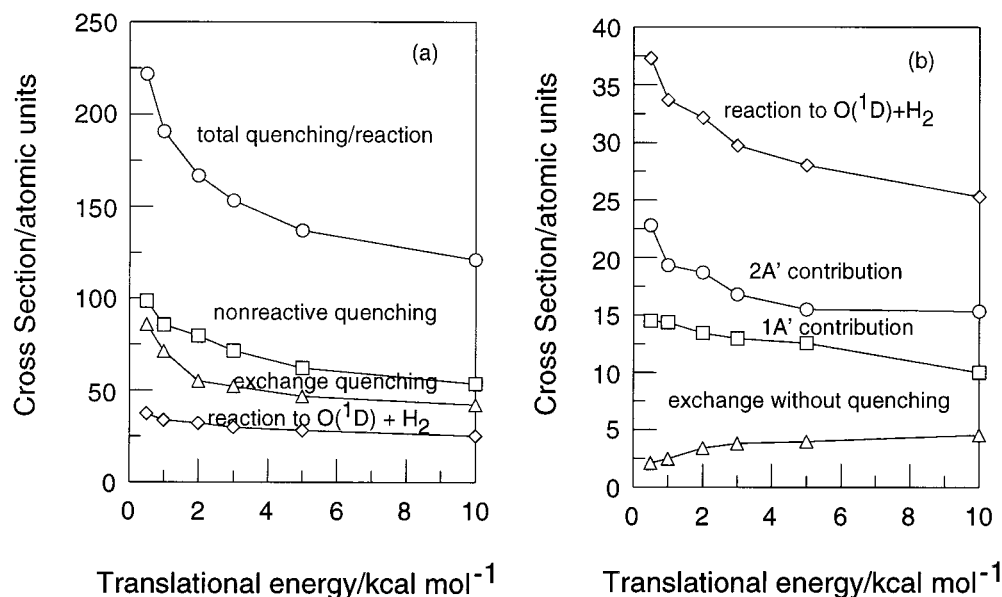 (a)
Cross Section/atomic units
250
200
150
100
50
0
total quenching/reaction
nonreactive quenching
exchange quenching
reaction to O(¹D) + H₂
0 2 4 6 8 10
Translational energy/kcal mol⁻¹
(b)
Cross Section/atomic units
40
35
30
25
20
15
10
5
0
reaction to O(¹D)+H₂
2A' contribution
1A' contribution
exchange without quenching
0 2 4 6 8 10
Translational energy/kcal mol⁻¹